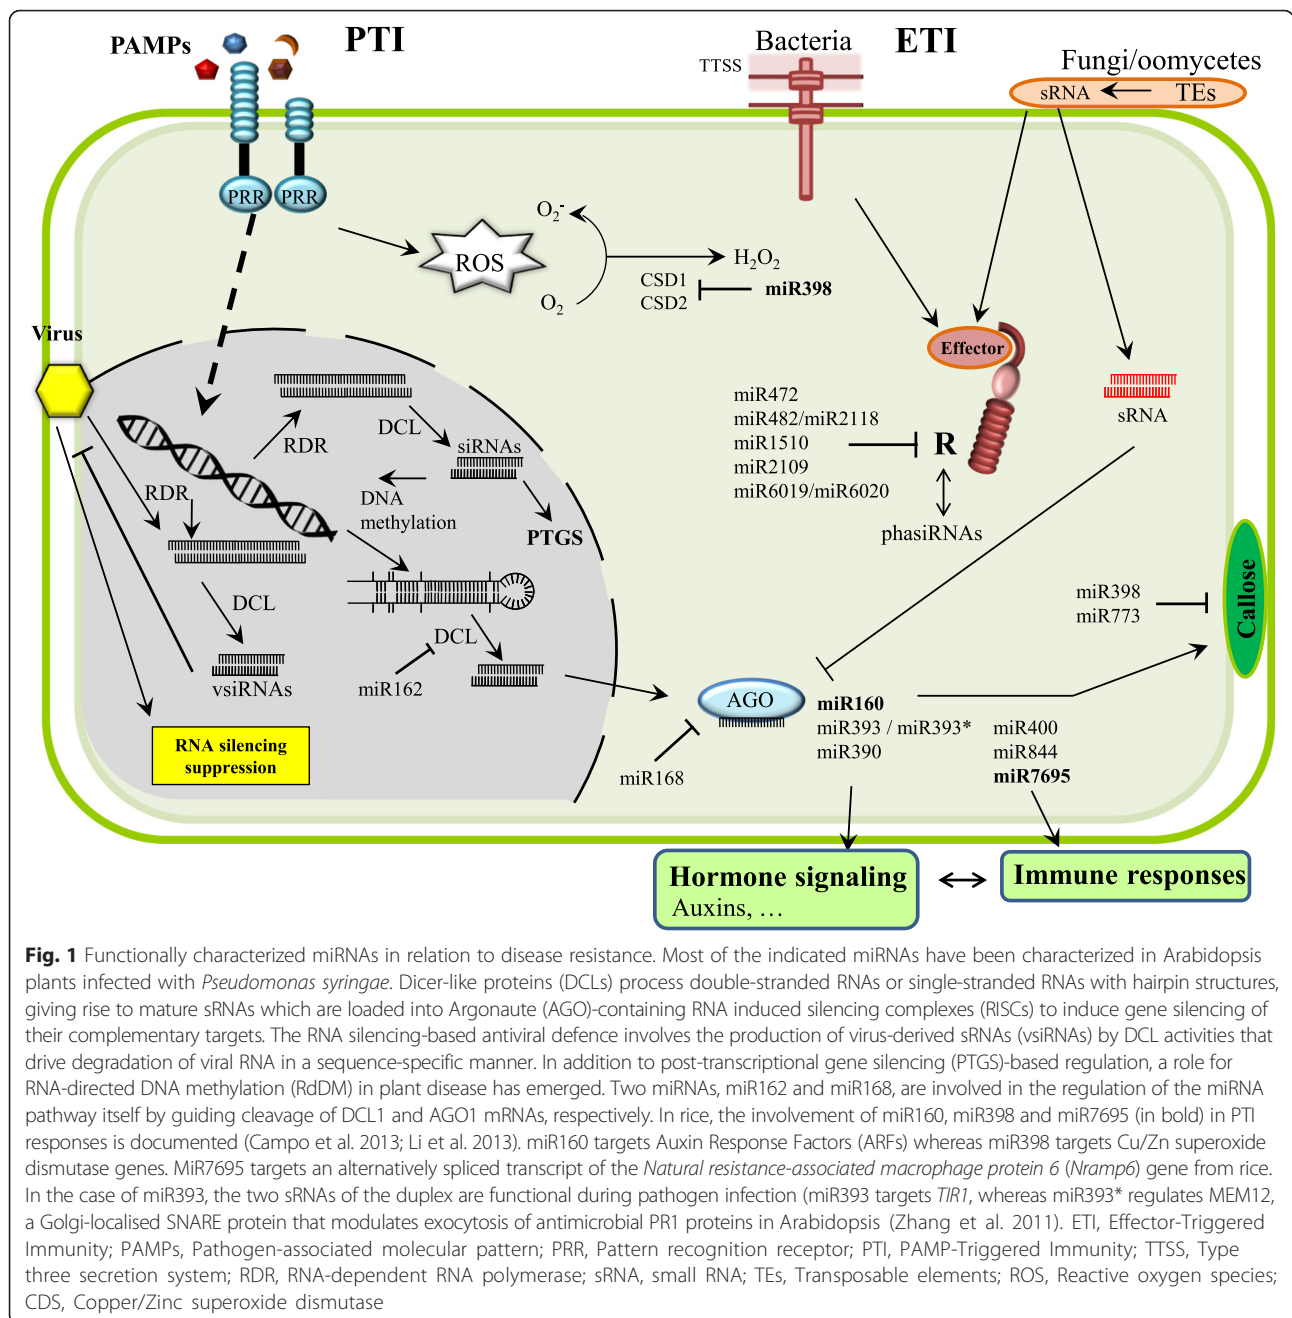 PAMPs
PTI
Bacteria
ETI
TTSS
Fungi/oomycetes
sRNA
TEs
PRR
PRR
O2-
ROS
H2O2
CSD1
CSD2
miR398
O2
Virus
Effector
RDR
DCL
siRNAs
DNA
methylation
PTGS
RDR
DCL
vsiRNAs
DCL
miR162
RNA silencing
suppression
miR472
miR482/miR2118
miR1510
miR2109
miR6019/miR6020
R
phasiRNAs
sRNA
miR398
miR773
Callose
AGO
miR168
miR160
miR393 / miR393*
miR390
miR400
miR844
miR7695
Hormone signaling
Auxins, …
Immune responses
Fig. 1 Functionally characterized miRNAs in relation to disease resistance. Most of the indicated miRNAs have been characterized in Arabidopsis
plants infected with Pseudomonas syringae. Dicer-like proteins (DCLs) process double-stranded RNAs or single-stranded RNAs with hairpin structures,
giving rise to mature sRNAs which are loaded into Argonaute (AGO)-containing RNA induced silencing complexes (RISCs) to induce gene silencing of
their complementary targets. The RNA silencing-based antiviral defence involves the production of virus-derived sRNAs (vsiRNAs) by DCL activities that
drive degradation of viral RNA in a sequence-specific manner. In addition to post-transcriptional gene silencing (PTGS)-based regulation, a role for
RNA-directed DNA methylation (RdDM) in plant disease has emerged. Two miRNAs, miR162 and miR168, are involved in the regulation of the miRNA
pathway itself by guiding cleavage of DCL1 and AGO1 mRNAs, respectively. In rice, the involvement of miR160, miR398 and miR7695 (in bold) in PTI
responses is documented (Campo et al. 2013; Li et al. 2013). miR160 targets Auxin Response Factors (ARFs) whereas miR398 targets Cu/Zn superoxide
dismutase genes. MiR7695 targets an alternatively spliced transcript of the Natural resistance-associated macrophage protein 6 (Nramp6) gene from rice.
In the case of miR393, the two sRNAs of the duplex are functional during pathogen infection (miR393 targets TIR1, whereas miR393* regulates MEM12,
a Golgi-localised SNARE protein that modulates exocytosis of antimicrobial PR1 proteins in Arabidopsis (Zhang et al. 2011). ETI, Effector-Triggered
Immunity; PAMPs, Pathogen-associated molecular pattern; PRR, Pattern recognition receptor; PTI, PAMP-Triggered Immunity; TTSS, Type
three secretion system; RDR, RNA-dependent RNA polymerase; sRNA, small RNA; TEs, Transposable elements; ROS, Reactive oxygen species;
CDS, Copper/Zinc superoxide dismutase